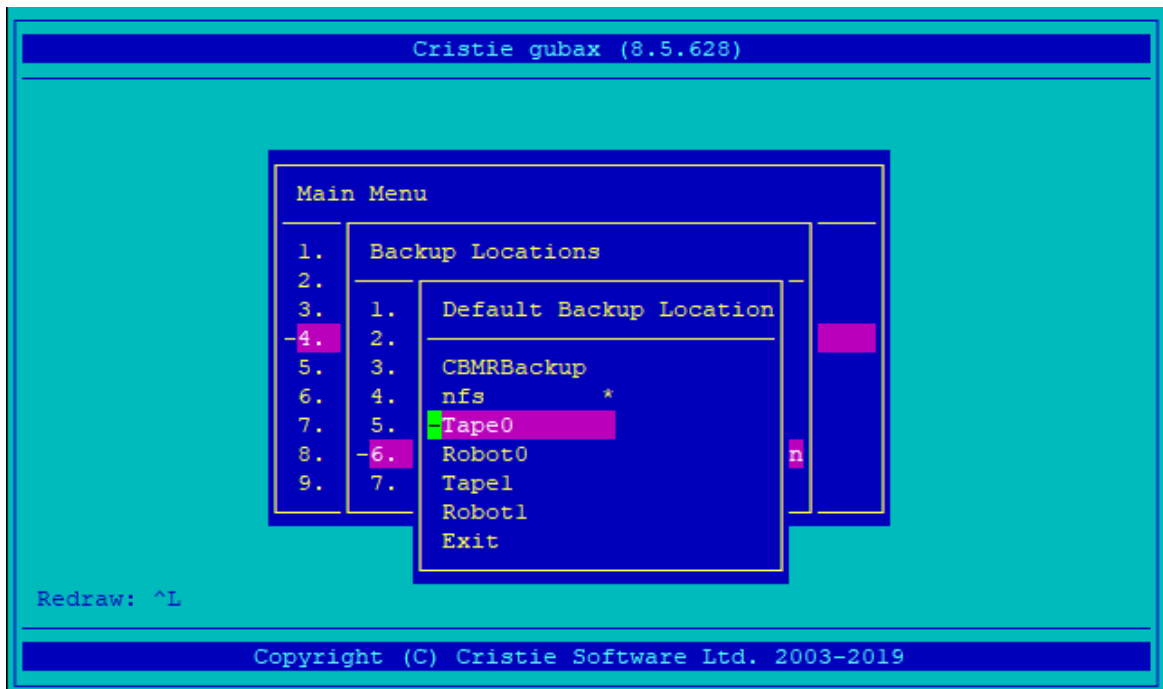 Cristie gubax (8.5.628)
Main Menu
1. Backup Locations
2.
3. 1. Default Backup Location
-4. 2.
5. 3. CBMRBackup
6. 4. nfs *
7. 5. -Tape0
8. -6. Robot0 n
9. 7. Tape1
Robot1
Exit
Redraw: ^L
Copyright (C) Cristie Software Ltd. 2003-2019